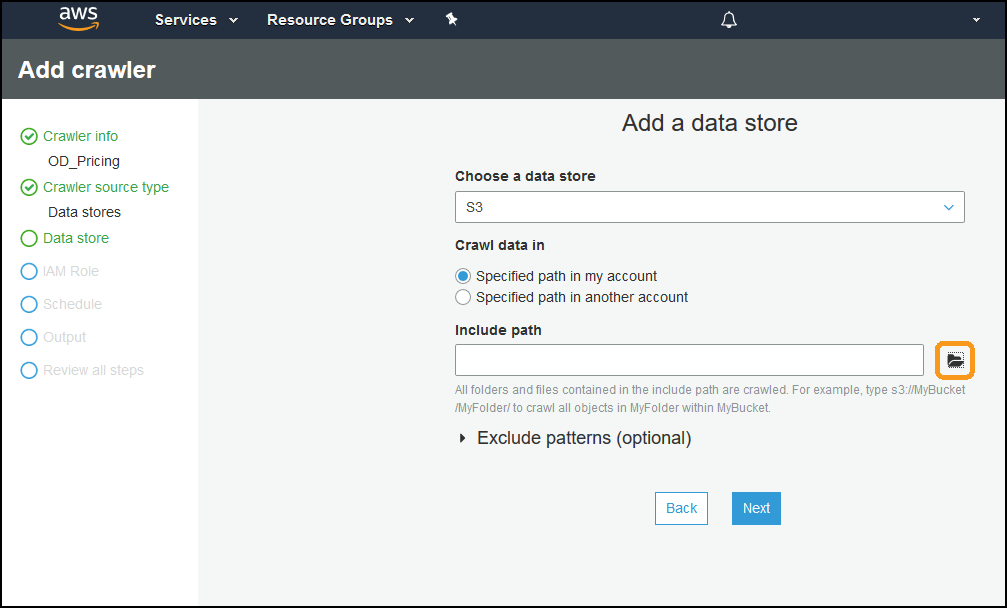 aws
Services
Resource Groups
Add crawler
Crawler info
OD_Pricing
Crawler source type
Data stores
Data store
IAM Role
Schedule
Output
Review all steps
Add a data store
Choose a data store
S3
Crawl data in
Specified path in my account
Specified path in another account
Include path
All folders and files contained in the include path are crawled. For example, type s3://MyBucket
/MyFolder/ to crawl all objects in MyFolder within MyBucket.
Exclude patterns (optional)
Back
Next